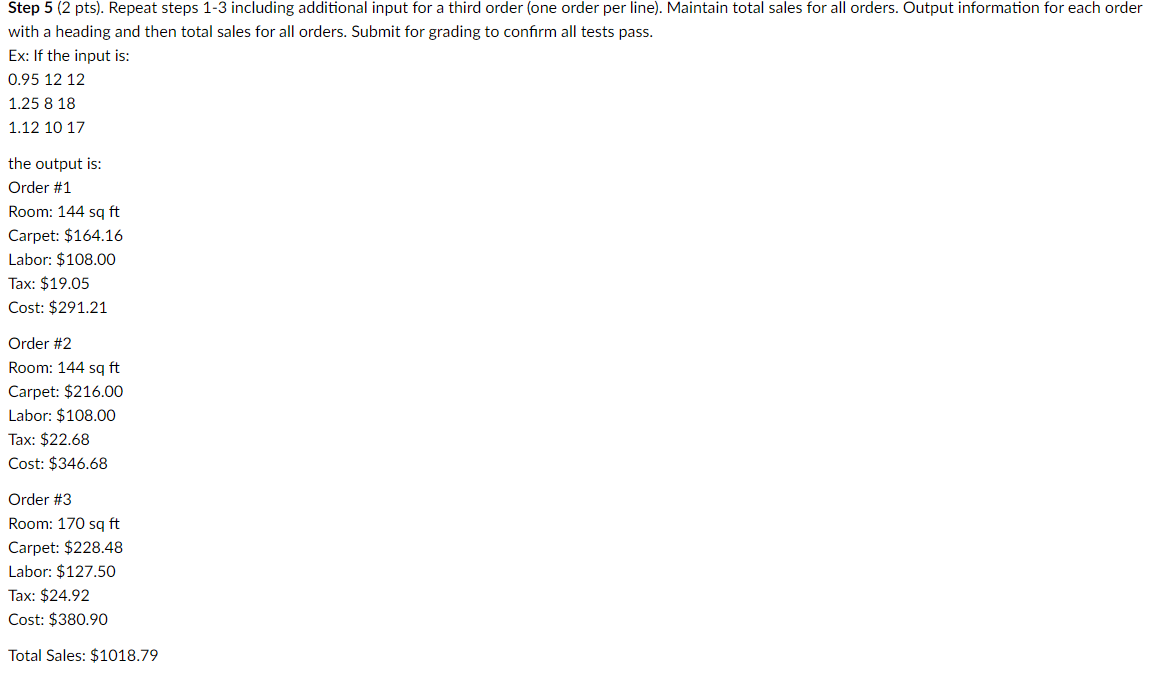 Step 5 (2 pts). Repeat steps 1-3 including additional input for a third order (one order per line). Maintain total sales for all orders. Output information for each order
with a heading and then total sales for all orders. Submit for grading to confirm all tests pass.
Ex: If the input is:
0.95 12 12
1.25 8 18
1.12 10 17
the output is:
Order #1
Room: 144 sq ft
Carpet: $164.16
Labor: $108.00
Tax: $19.05
Cost: $291.21
Order #2
Room: 144 sq ft
Carpet: $216.00
Labor: $108.00
Tax: $22.68
Cost: $346.68
Order #3
Room: 170 sq ft
Carpet: $228.48
Labor: $127.50
Tax: $24.92
Cost: $380.90
Total Sales: $1018.79